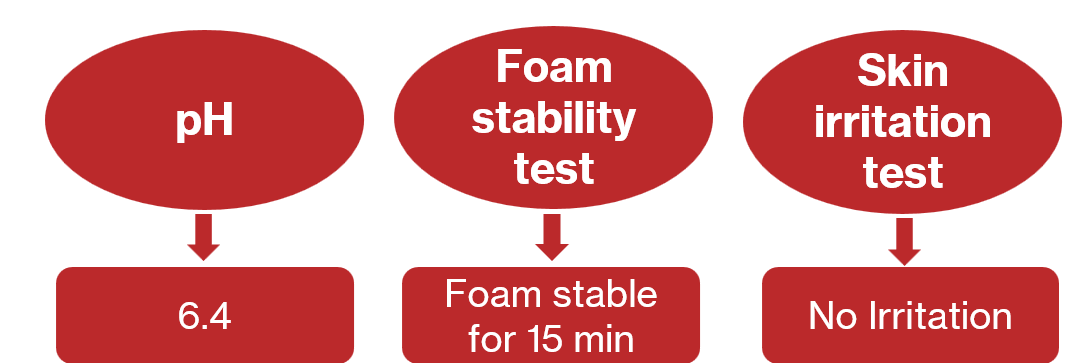 pH
Foam
stability
test
Skin
irritation
test
6.4
Foam stable
for 15 min
No Irritation